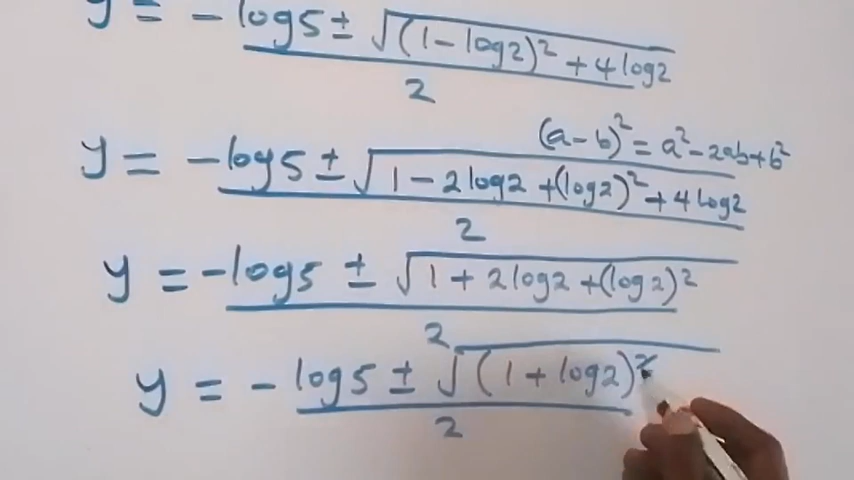 y = -log5 ± √(1-log2)² + 4log2
2
(a-b)² = a² - 2ab + b²
y = -log5 ± √1 - 2log2 + (log2)² + 4log2
2
y = -log5 ± √1 + 2log2 + (log2)²
2
y = -log5 ± √(1 + log2)²
2